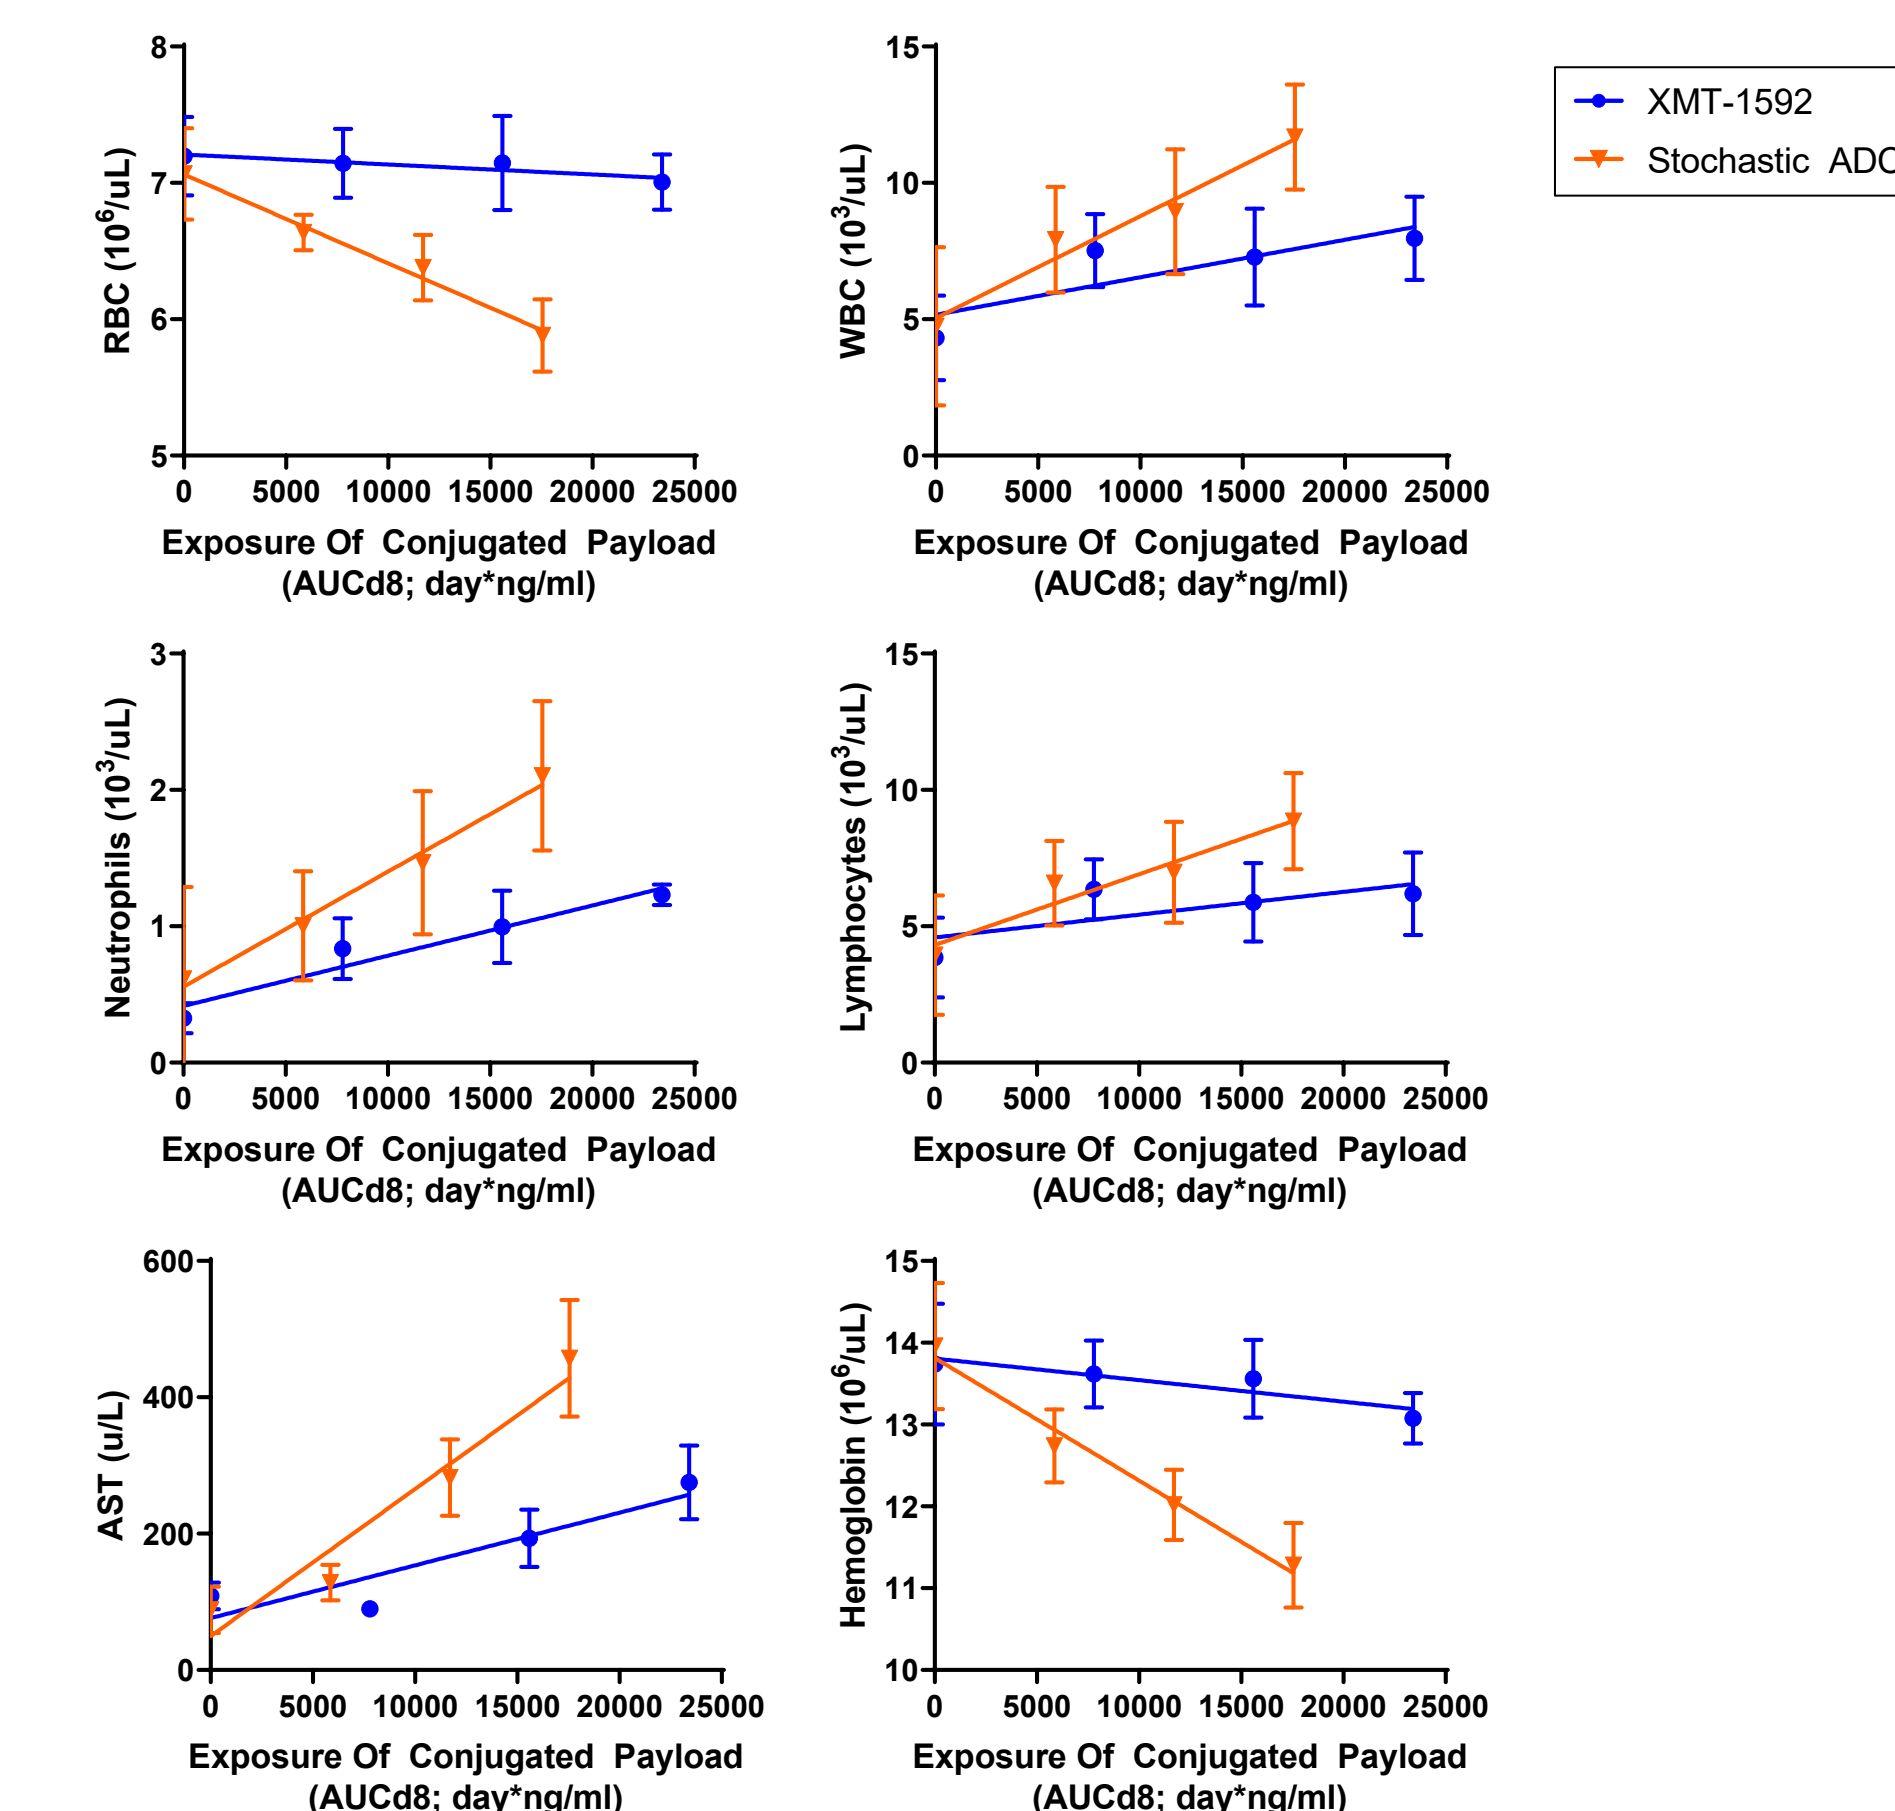 8
7
6
5
RBC (10⁶/uL)
0 5000 10000 15000 20000 25000
Exposure Of Conjugated Payload
(AUCd8; day*ng/ml)
15
10
5
0
WBC (10³/uL)
0 5000 10000 15000 20000 25000
Exposure Of Conjugated Payload
(AUCd8; day*ng/ml)
XMT-1592
Stochastic ADC
3
2
1
0
Neutrophils (10³/uL)
0 5000 10000 15000 20000 25000
Exposure Of Conjugated Payload
(AUCd8; day*ng/ml)
15
10
5
0
Lymphocytes (10³/uL)
0 5000 10000 15000 20000 25000
Exposure Of Conjugated Payload
(AUCd8; day*ng/ml)
600
400
200
0
AST (u/L)
0 5000 10000 15000 20000 25000
Exposure Of Conjugated Payload
(AUCd8; day*ng/ml)
15
14
13
12
11
10
Hemoglobin (10⁶/uL)
0 5000 10000 15000 20000 25000
Exposure Of Conjugated Payload
(AUCd8; day*ng/ml)